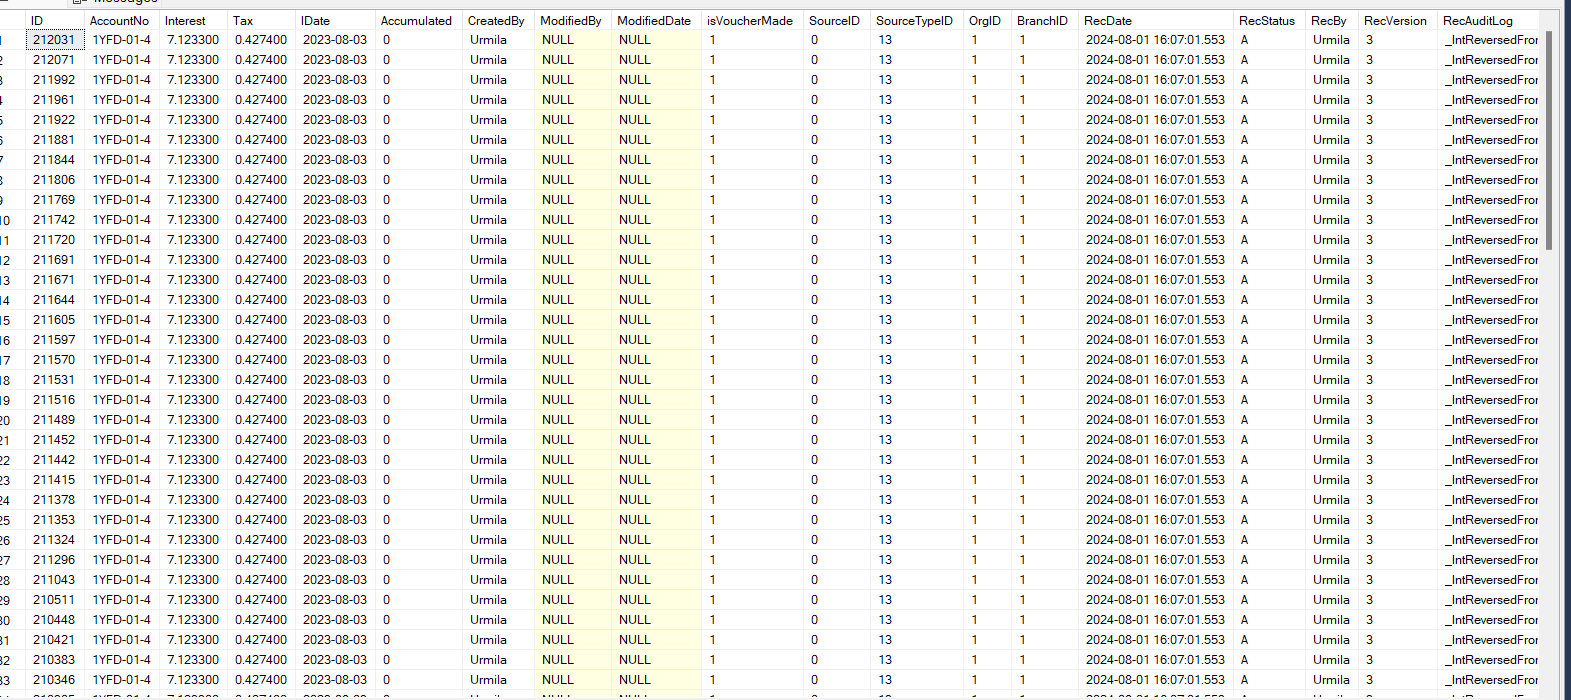 Messages
ID AccountNo Interest Tax IDate Accumulated CreatedBy ModifiedBy ModifiedDate isVoucherMade SourceID SourceTypeID OrgID BranchID RecDate RecStatus RecBy RecVersion RecAuditLog
1 212031 1YFD-01-4 7.123300 0.427400 2023-08-03 0 Urmila NULL NULL 1 0 13 1 1 2024-08-01 16:07:01.553 A Urmila 3 _IntReversedFror
2 212071 1YFD-01-4 7.123300 0.427400 2023-08-03 0 Urmila NULL NULL 1 0 13 1 1 2024-08-01 16:07:01.553 A Urmila 3 _IntReversedFror
3 211992 1YFD-01-4 7.123300 0.427400 2023-08-03 0 Urmila NULL NULL 1 0 13 1 1 2024-08-01 16:07:01.553 A Urmila 3 _IntReversedFror
4 211961 1YFD-01-4 7.123300 0.427400 2023-08-03 0 Urmila NULL NULL 1 0 13 1 1 2024-08-01 16:07:01.553 A Urmila 3 _IntReversedFror
5 211922 1YFD-01-4 7.123300 0.427400 2023-08-03 0 Urmila NULL NULL 1 0 13 1 1 2024-08-01 16:07:01.553 A Urmila 3 _IntReversedFror
6 211881 1YFD-01-4 7.123300 0.427400 2023-08-03 0 Urmila NULL NULL 1 0 13 1 1 2024-08-01 16:07:01.553 A Urmila 3 _IntReversedFror
7 211844 1YFD-01-4 7.123300 0.427400 2023-08-03 0 Urmila NULL NULL 1 0 13 1 1 2024-08-01 16:07:01.553 A Urmila 3 _IntReversedFror
8 211806 1YFD-01-4 7.123300 0.427400 2023-08-03 0 Urmila NULL NULL 1 0 13 1 1 2024-08-01 16:07:01.553 A Urmila 3 _IntReversedFror
9 211769 1YFD-01-4 7.123300 0.427400 2023-08-03 0 Urmila NULL NULL 1 0 13 1 1 2024-08-01 16:07:01.553 A Urmila 3 _IntReversedFror
10 211742 1YFD-01-4 7.123300 0.427400 2023-08-03 0 Urmila NULL NULL 1 0 13 1 1 2024-08-01 16:07:01.553 A Urmila 3 _IntReversedFror
11 211720 1YFD-01-4 7.123300 0.427400 2023-08-03 0 Urmila NULL NULL 1 0 13 1 1 2024-08-01 16:07:01.553 A Urmila 3 _IntReversedFror
12 211691 1YFD-01-4 7.123300 0.427400 2023-08-03 0 Urmila NULL NULL 1 0 13 1 1 2024-08-01 16:07:01.553 A Urmila 3 _IntReversedFror
13 211671 1YFD-01-4 7.123300 0.427400 2023-08-03 0 Urmila NULL NULL 1 0 13 1 1 2024-08-01 16:07:01.553 A Urmila 3 _IntReversedFror
14 211644 1YFD-01-4 7.123300 0.427400 2023-08-03 0 Urmila NULL NULL 1 0 13 1 1 2024-08-01 16:07:01.553 A Urmila 3 _IntReversedFror
15 211605 1YFD-01-4 7.123300 0.427400 2023-08-03 0 Urmila NULL NULL 1 0 13 1 1 2024-08-01 16:07:01.553 A Urmila 3 _IntReversedFror
16 211597 1YFD-01-4 7.123300 0.427400 2023-08-03 0 Urmila NULL NULL 1 0 13 1 1 2024-08-01 16:07:01.553 A Urmila 3 _IntReversedFror
17 211570 1YFD-01-4 7.123300 0.427400 2023-08-03 0 Urmila NULL NULL 1 0 13 1 1 2024-08-01 16:07:01.553 A Urmila 3 _IntReversedFror
18 211531 1YFD-01-4 7.123300 0.427400 2023-08-03 0 Urmila NULL NULL 1 0 13 1 1 2024-08-01 16:07:01.553 A Urmila 3 _IntReversedFror
19 211516 1YFD-01-4 7.123300 0.427400 2023-08-03 0 Urmila NULL NULL 1 0 13 1 1 2024-08-01 16:07:01.553 A Urmila 3 _IntReversedFror
20 211489 1YFD-01-4 7.123300 0.427400 2023-08-03 0 Urmila NULL NULL 1 0 13 1 1 2024-08-01 16:07:01.553 A Urmila 3 _IntReversedFror
21 211452 1YFD-01-4 7.123300 0.427400 2023-08-03 0 Urmila NULL NULL 1 0 13 1 1 2024-08-01 16:07:01.553 A Urmila 3 _IntReversedFror
22 211442 1YFD-01-4 7.123300 0.427400 2023-08-03 0 Urmila NULL NULL 1 0 13 1 1 2024-08-01 16:07:01.553 A Urmila 3 _IntReversedFror
23 211415 1YFD-01-4 7.123300 0.427400 2023-08-03 0 Urmila NULL NULL 1 0 13 1 1 2024-08-01 16:07:01.553 A Urmila 3 _IntReversedFror
24 211378 1YFD-01-4 7.123300 0.427400 2023-08-03 0 Urmila NULL NULL 1 0 13 1 1 2024-08-01 16:07:01.553 A Urmila 3 _IntReversedFror
25 211353 1YFD-01-4 7.123300 0.427400 2023-08-03 0 Urmila NULL NULL 1 0 13 1 1 2024-08-01 16:07:01.553 A Urmila 3 _IntReversedFror
26 211324 1YFD-01-4 7.123300 0.427400 2023-08-03 0 Urmila NULL NULL 1 0 13 1 1 2024-08-01 16:07:01.553 A Urmila 3 _IntReversedFror
27 211296 1YFD-01-4 7.123300 0.427400 2023-08-03 0 Urmila NULL NULL 1 0 13 1 1 2024-08-01 16:07:01.553 A Urmila 3 _IntReversedFror
28 211043 1YFD-01-4 7.123300 0.427400 2023-08-03 0 Urmila NULL NULL 1 0 13 1 1 2024-08-01 16:07:01.553 A Urmila 3 _IntReversedFror
29 210511 1YFD-01-4 7.123300 0.427400 2023-08-03 0 Urmila NULL NULL 1 0 13 1 1 2024-08-01 16:07:01.553 A Urmila 3 _IntReversedFror
30 210448 1YFD-01-4 7.123300 0.427400 2023-08-03 0 Urmila NULL NULL 1 0 13 1 1 2024-08-01 16:07:01.553 A Urmila 3 _IntReversedFror
31 210421 1YFD-01-4 7.123300 0.427400 2023-08-03 0 Urmila NULL NULL 1 0 13 1 1 2024-08-01 16:07:01.553 A Urmila 3 _IntReversedFror
32 210383 1YFD-01-4 7.123300 0.427400 2023-08-03 0 Urmila NULL NULL 1 0 13 1 1 2024-08-01 16:07:01.553 A Urmila 3 _IntReversedFror
33 210346 1YFD-01-4 7.123300 0.427400 2023-08-03 0 Urmila NULL NULL 1 0 13 1 1 2024-08-01 16:07:01.553 A Urmila 3 _IntReversedFror